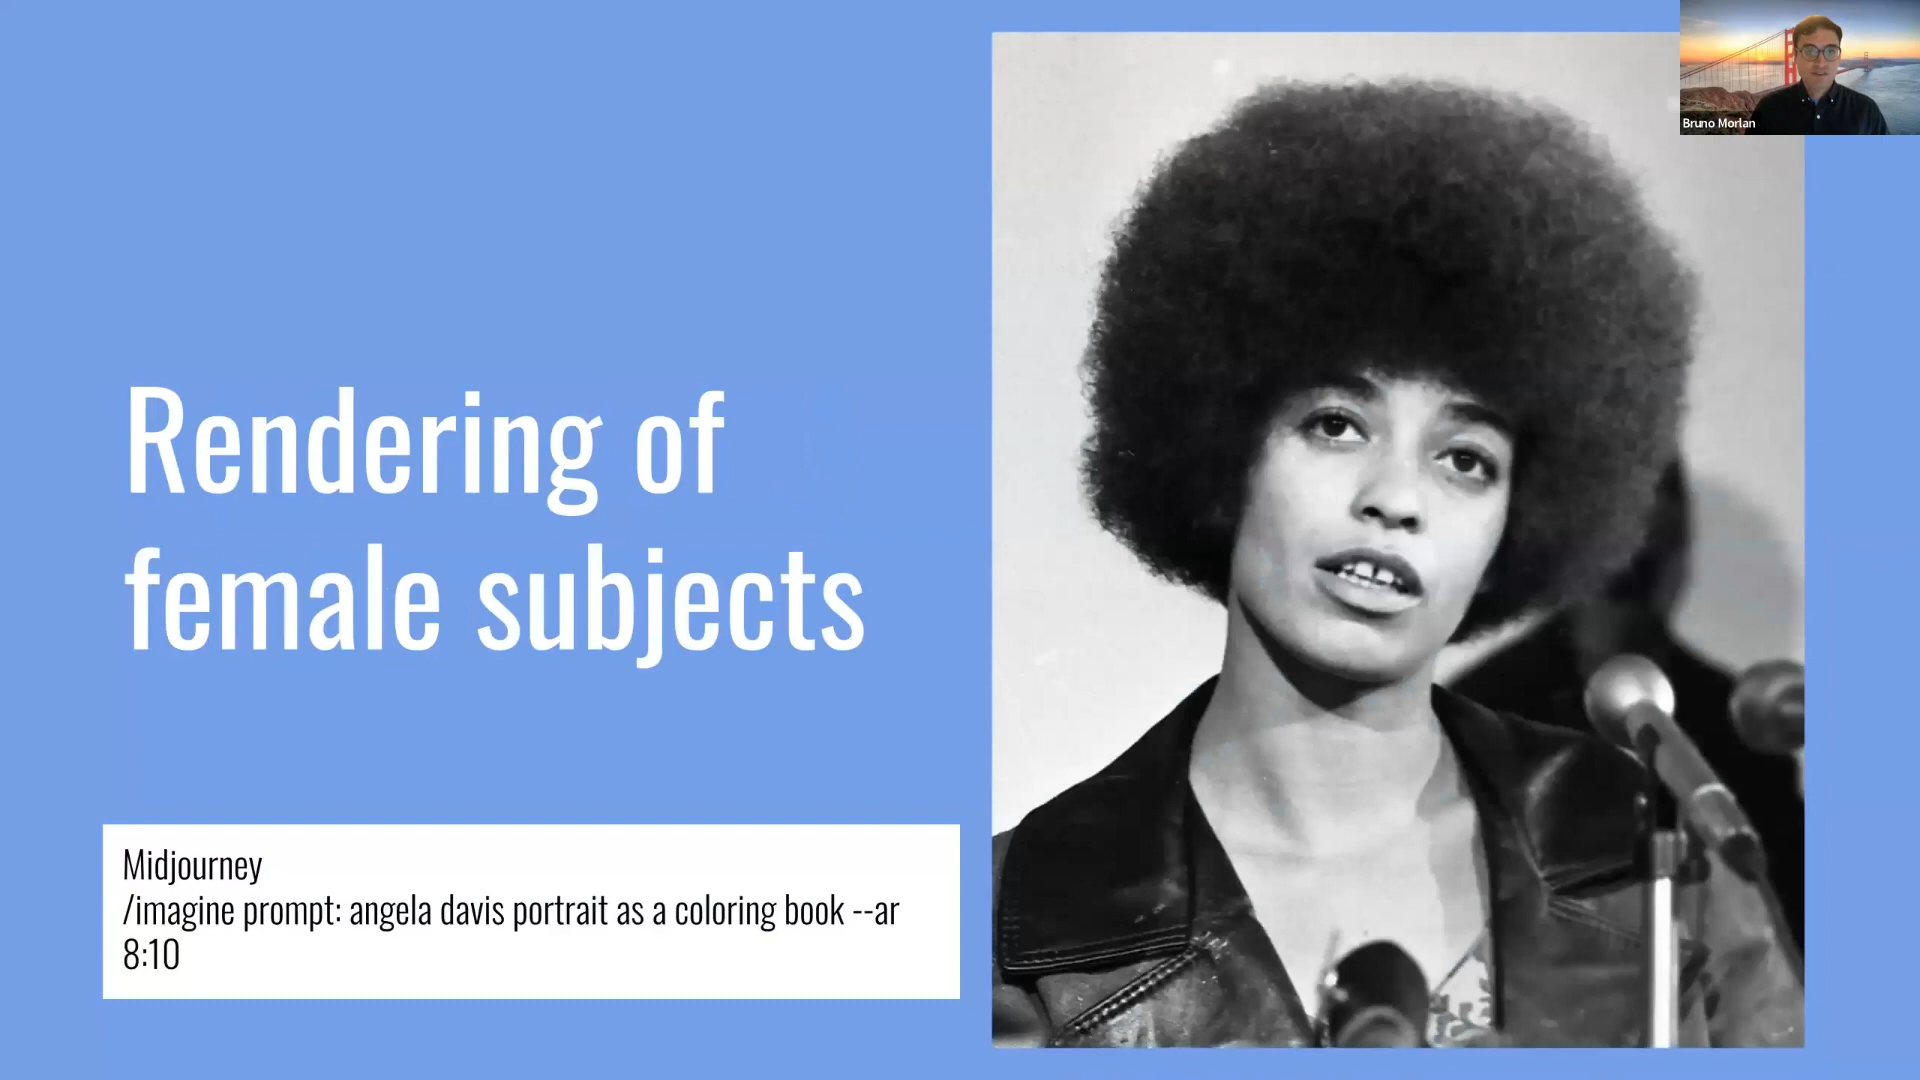 Rendering of
female subjects
Midjourney
/imagine prompt: angela davis portrait as a coloring book --ar
8:10
Bruno Morlan